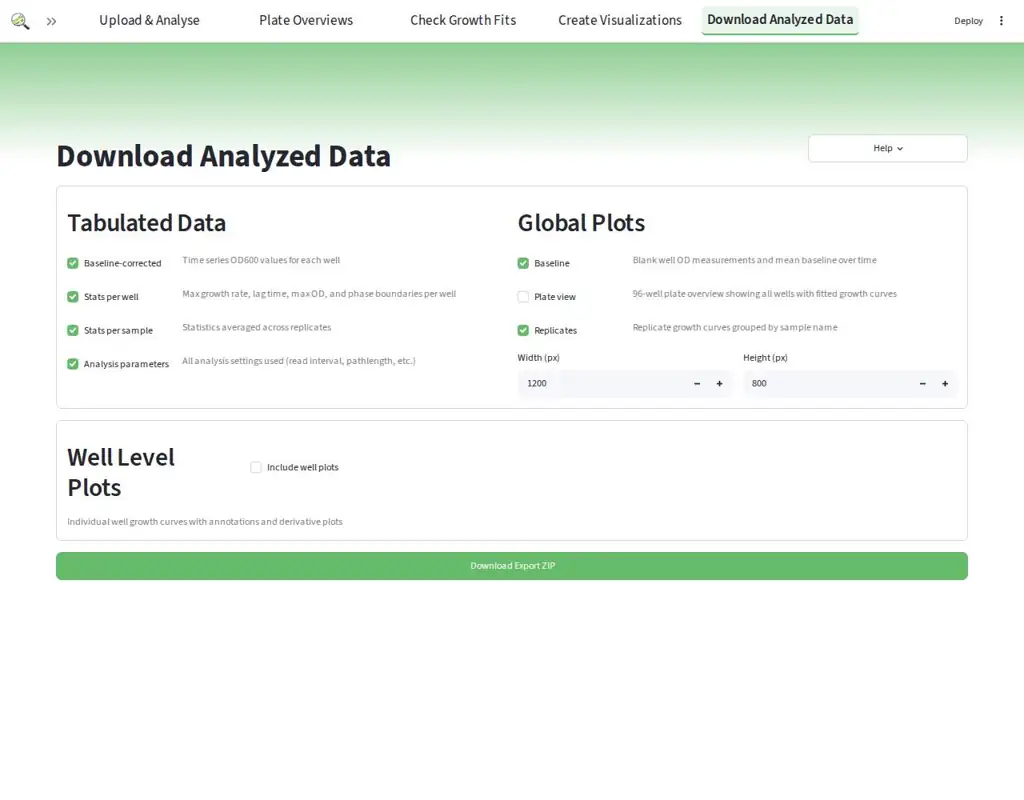 Upload & Analyse
Plate Overviews
Check Growth Fits
Create Visualizations
Download Analyzed Data
Deploy
Download Analyzed Data
Help
Tabulated Data
Baseline-corrected
Time series OD600 values for each well
Stats per well
Max growth rate, lag time, max OD, and phase boundaries per well
Stats per sample
Statistics averaged across replicates
Analysis parameters
All analysis settings used (read interval, pathlength, etc.)
Global Plots
Baseline
Blank well OD measurements and mean baseline over time
Plate view
96-well plate overview showing all wells with fitted growth curves
Replicates
Replicate growth curves grouped by sample name
Width (px)
1200
Height (px)
800
Well Level
Plots
Include well plots
Individual well growth curves with annotations and derivative plots
Download Export ZIP